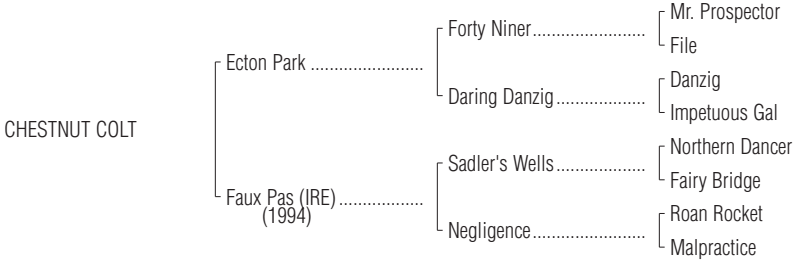 Mr. Prospector
Forty Niner........................
File
Ecton Park ........................
Danzig
Daring Danzig...................
Impetuous Gal
CHESTNUT COLT
Northern Dancer
Sadler's Wells...................
Fairy Bridge
Faux Pas (IRE)..................
(1994)
Roan Rocket
Negligence........................
Malpractice